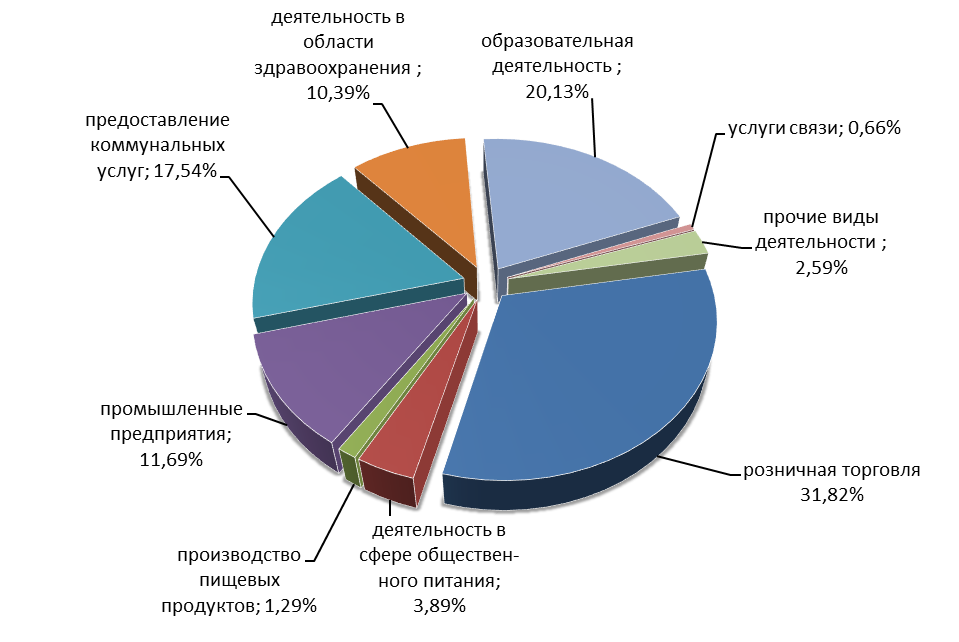 деятельность в
области
здравоохранения ;
10,39%
образовательная
деятельность ;
20,13%
услуги связи; 0,66%
прочие виды
деятельности ;
2,59%
розничная торговля
31,82%
деятельность в
сфере обществен-
ного питания;
3,89%
производство
пищевых
продуктов; 1,29%
промышленные
предприятия;
11,69%
предоставление
коммунальных
услуг; 17,54%